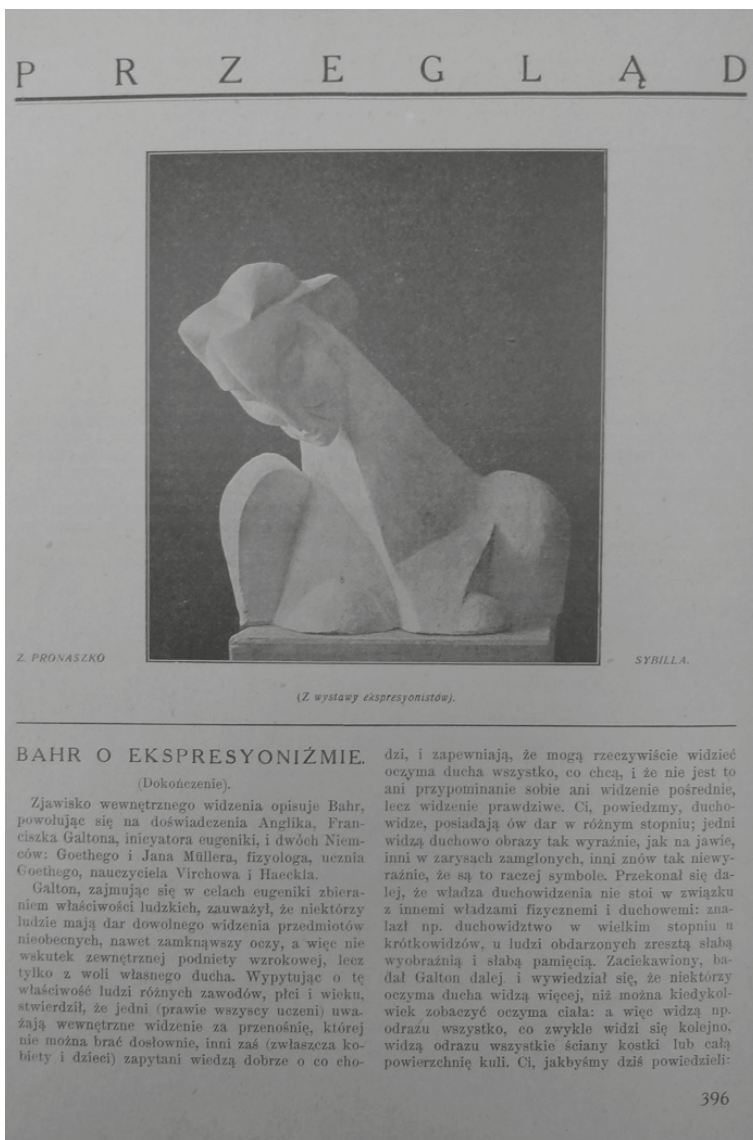 PRZEGLĄD
Z. PRONASZKO
SYBILLA.
(Z wystawy ekspresyonistów).
BAHR O EKSPRESYONIŹMIE.
(Dokończenie).
Zjawisko wewnętrznego widzenia opisuje Bahr,
powołując się na doświadczenia Anglika, Fran-
ciszka Galtona, inicyatora eugeniki, i dwóch Niem-
ców: Goethego i Jana Müllera, fizyologa, ucznia
Goethego, nauczyciela Virchowa i Haeckla.
Galton, zajmując się w celach eugeniki zbiera-
niem właściwości ludzkich, zauważył, że niektórzy
ludzie mają dar dowolnego widzenia przedmiotów
nieobecnych, nawet zamknąwszy oczy, a więc nie
wskutek zewnętrznej podniety wzrokowej, lecz
tylko z woli własnego ducha. Wypytując o tę
właściwość ludzi różnych zawodów, płci i wieku,
stwierdził, że jedni (prawie wszyscy uczeni) uwa-
żają wewnętrzne widzenie za przenośnię, której
nie można brać dosłownie, inni zaś (zwłaszcza ko-
biety i dzieci) zapytani wiedzą dobrze o co cho-
dzi, i zapewniają, że mogą rzeczywiście widzieć
oczyma ducha wszystko, co chcą, i że nie jest to
ani przypominanie sobie ani widzenie pośrednie,
lecz widzenie prawdziwe. Ci, powiedzmy, ducho-
widze, posiadają ów dar w różnym stopniu; jedni
widzą duchowo obrazy tak wyraźnie, jak na jawie,
inni w zarysach zamglonych, inni znów tak niewy-
raźnie, że są to raczej symbole. Przekonał się da-
lej, że władza duchowidzenia nie stoi w związku
z innemi władzami fizycznemi i duchowemi: zna-
lazł np. duchowidztwo w wielkim stopniu u
krótkowidzów, u ludzi obdarzonych zresztą słabą
wyobraźnią i słabą pamięcią. Zaciekawiony, ba-
dał Galton dalej i wywiedział się, że niektórzy
oczyma ducha widzą więcej, niż można kiedykol-
wiek zobaczyć oczyma ciała: a więc widzą np.
odrazu wszystko, co zwykle widzi się kolejno,
widzą odrazu wszystkie ściany kostki lub całą
powierzchnię kuli. Ci, jakbyśmy dziś powiedzieli:
396